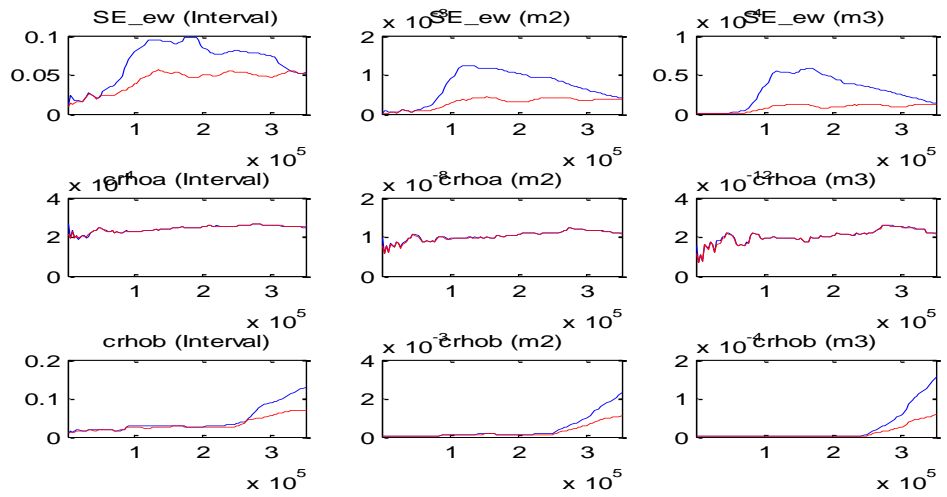 SE_ew (Interval)
0.1
0.05
0
1 2 3
x 10^5
x 10^-3
SE_ew (m2)
2
1
0
1 2 3
x 10^5
x 10^-4
SE_ew (m3)
1
0.5
0
1 2 3
x 10^5
x 10^-4
crhoa (Interval)
4
2
0
1 2 3
x 10^5
x 10^-8
crhoa (m2)
2
1
0
1 2 3
x 10^5
x 10^-12
crhoa (m3)
4
2
0
1 2 3
x 10^5
crhob (Interval)
0.2
0.1
0
1 2 3
x 10^5
x 10^-3
crhob (m2)
4
2
0
1 2 3
x 10^5
x 10^-4
crhob (m3)
2
1
0
1 2 3
x 10^5